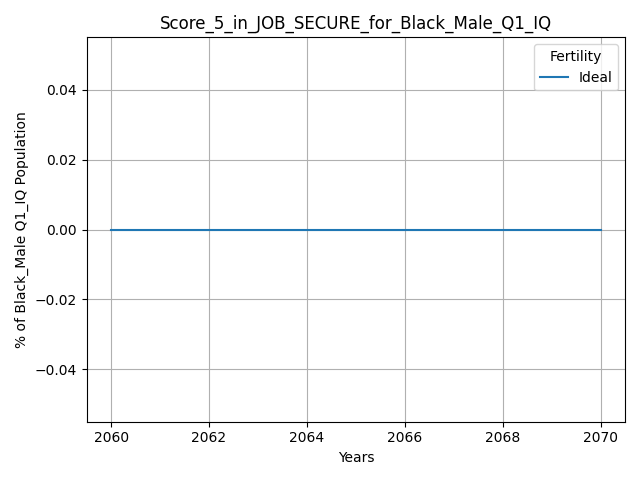 Score_5_in_JOB_SECURE_for_Black_Male_Q1_IQ
Fertility
Ideal
% of Black_Male Q1_IQ Population
0.04
0.02
0.00
−0.02
−0.04
2060 2062 2064 2066 2068 2070
Years